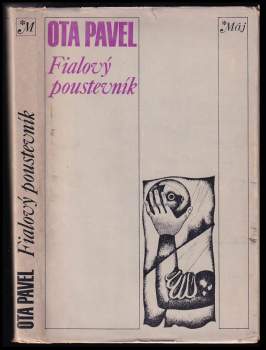 *M
OTA PAVEL Fialový poustevník
OTA PAVEL
*Máj
Fialový
poustevník